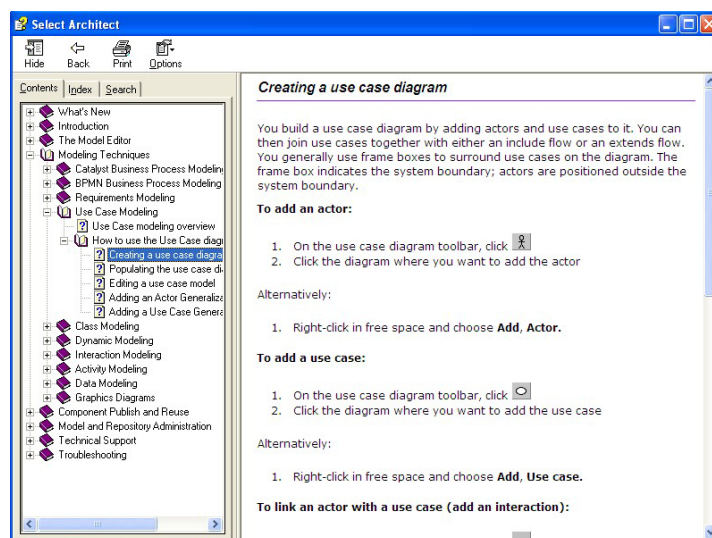 Select Architect
Hide Back Print Options
Contents Index Search
What's New
Introduction
The Model Editor
Modeling Techniques
Catalyst Business Process Modelin
BPMN Business Process Modeling
Requirements Modeling
Use Case Modeling
Use Case modeling overview
How to use the Use Case diag
Creating a use case diagra
Populating the use case di
Editing a use case model
Adding an Actor Generaliza
Adding a Use Case Genera
Class Modeling
Dynamic Modeling
Interaction Modeling
Activity Modeling
Data Modeling
Graphics Diagrams
Component Publish and Reuse
Model and Repository Administration
Technical Support
Troubleshooting
Creating a use case diagram
You build a use case diagram by adding actors and use cases to it. You can
then join use cases together with either an include flow or an extends flow.
You generally use frame boxes to surround use cases on the diagram. The
frame box indicates the system boundary; actors are positioned outside the
system boundary.
To add an actor:
1. On the use case diagram toolbar, click
2. Click the diagram where you want to add the actor
Alternatively:
1. Right-click in free space and choose Add, Actor.
To add a use case:
1. On the use case diagram toolbar, click
2. Click the diagram where you want to add the use case
Alternatively:
1. Right-click in free space and choose Add, Use case.
To link an actor with a use case (add an interaction):